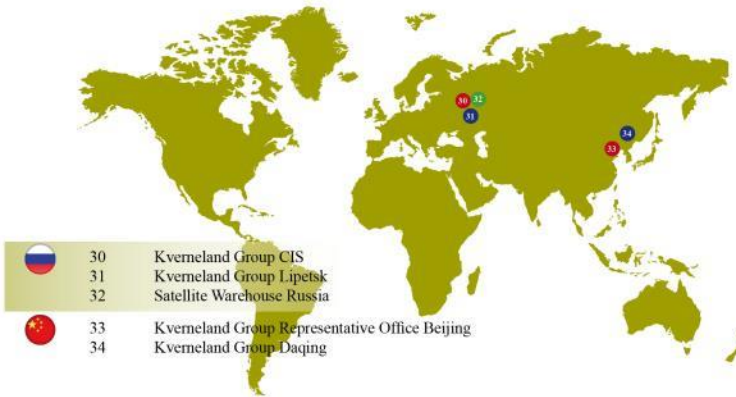 30 32
31
34
33
30 Kverneland Group CIS
31 Kverneland Group Lipetsk
32 Satellite Warehouse Russia
33 Kverneland Group Representative Office Beijing
34 Kverneland Group Daqing